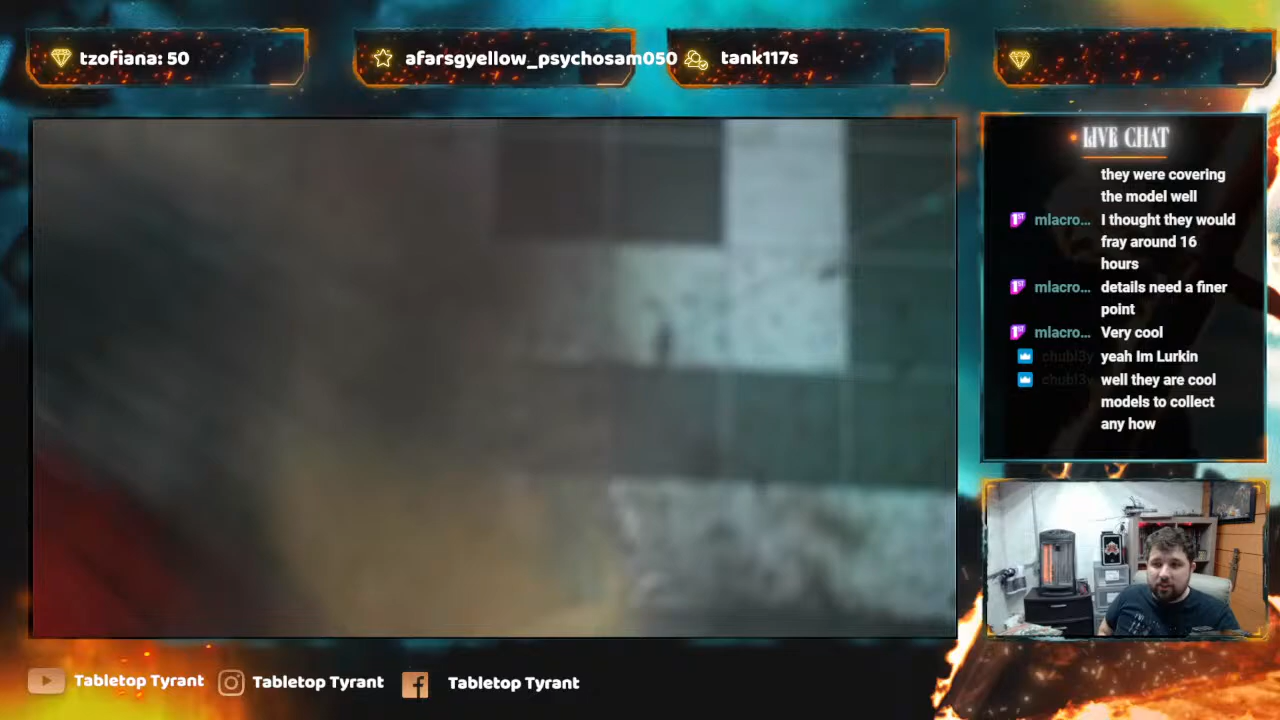 tzofiana: 50
afarsgyellow_psychosam050
tank117s
LIVE CHAT
they were covering
the model well
mlacro... I thought they would
fray around 16
hours
mlacro... details need a finer
point
mlacro... Very cool
chubl3y yeah Im Lurkin
chubl3y well they are cool
models to collect
any how
Tabletop Tyrant
Tabletop Tyrant
Tabletop Tyrant